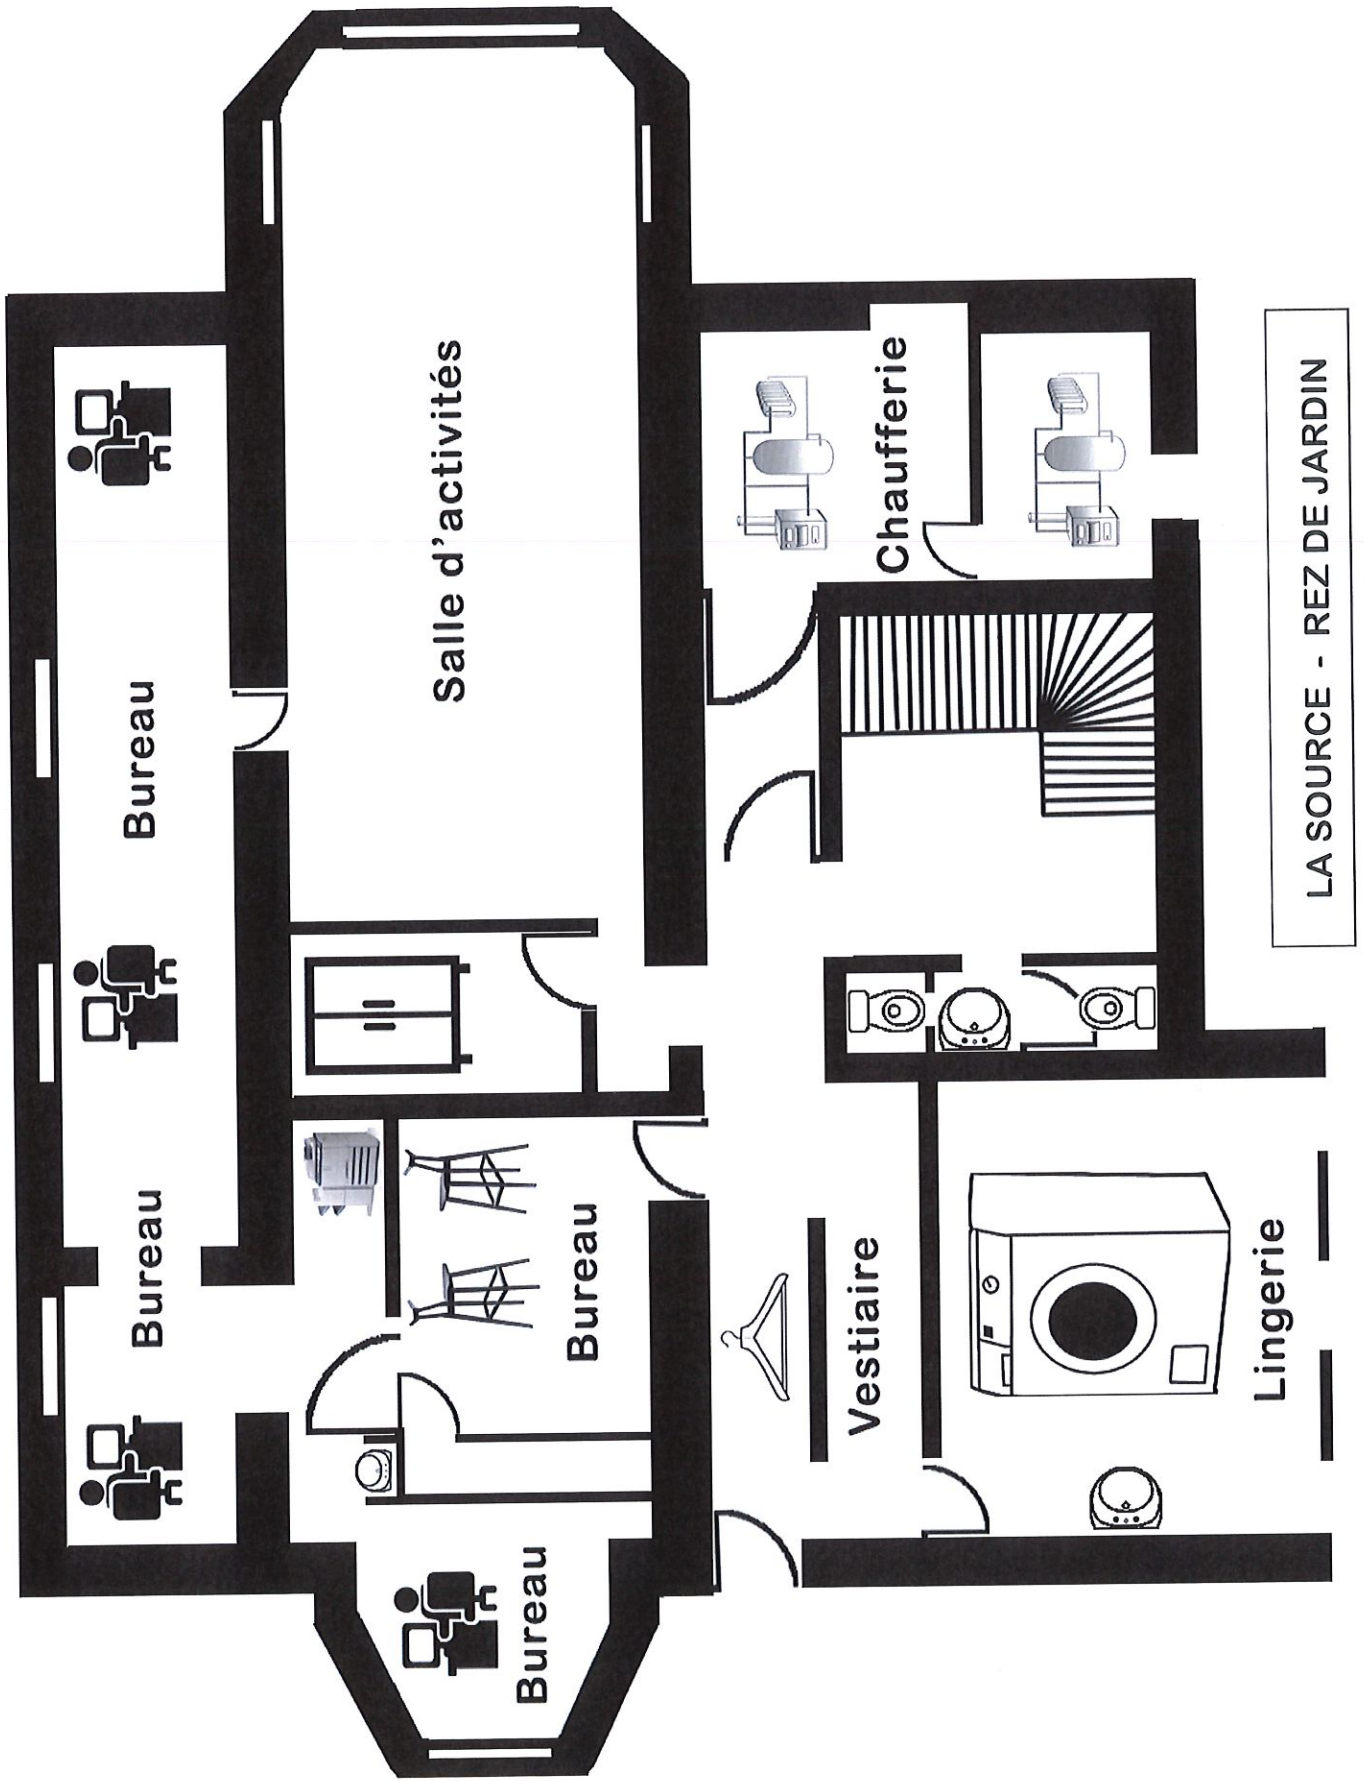 Bureau
Bureau
Salle d'activités
Bureau
Bureau
Chaufferie
Vestiaire
Lingerie
LA SOURCE - REZ DE JARDIN